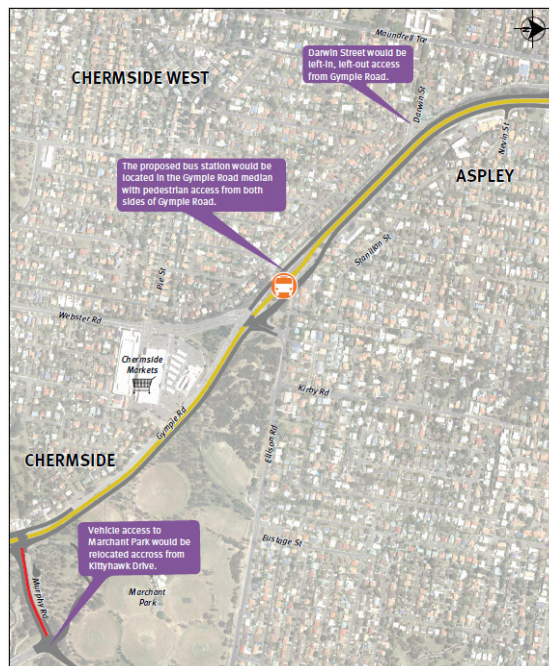 Maundrell Tce
Darwin Street would be
left-in, left-out access
from Gympie Road.
CHERMSIDE WEST
Darwin St
Nevin St
ASPLEY
The proposed bus station would be
located in the Gympie Road median
with pedestrian access from both
sides of Gympie Road.
Stanilon St
Pie St
Webster Rd
Chermside
Markets
Kirby Rd
Gympie Rd
Ellison Rd
CHERMSIDE
Vehicle access to
Marchant Park would be
relocated accross from
Kittyhawk Drive.
Eustage St
Murphy Rd
Marchant
Park